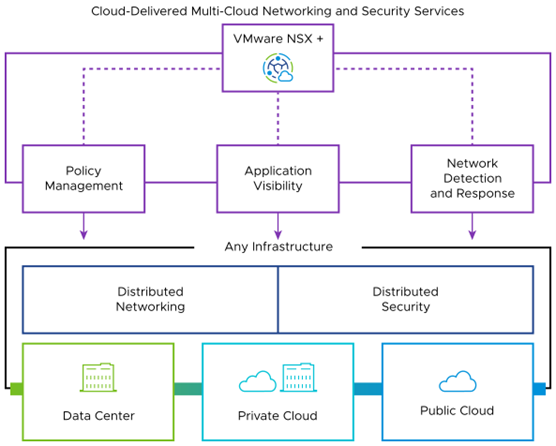 Cloud-Delivered Multi-Cloud Networking and Security Services
VMware NSX +
Policy
Management
Application
Visibility
Network
Detection
and Response
Any Infrastructure
Distributed
Networking
Distributed
Security
Data Center
Private Cloud
Public Cloud